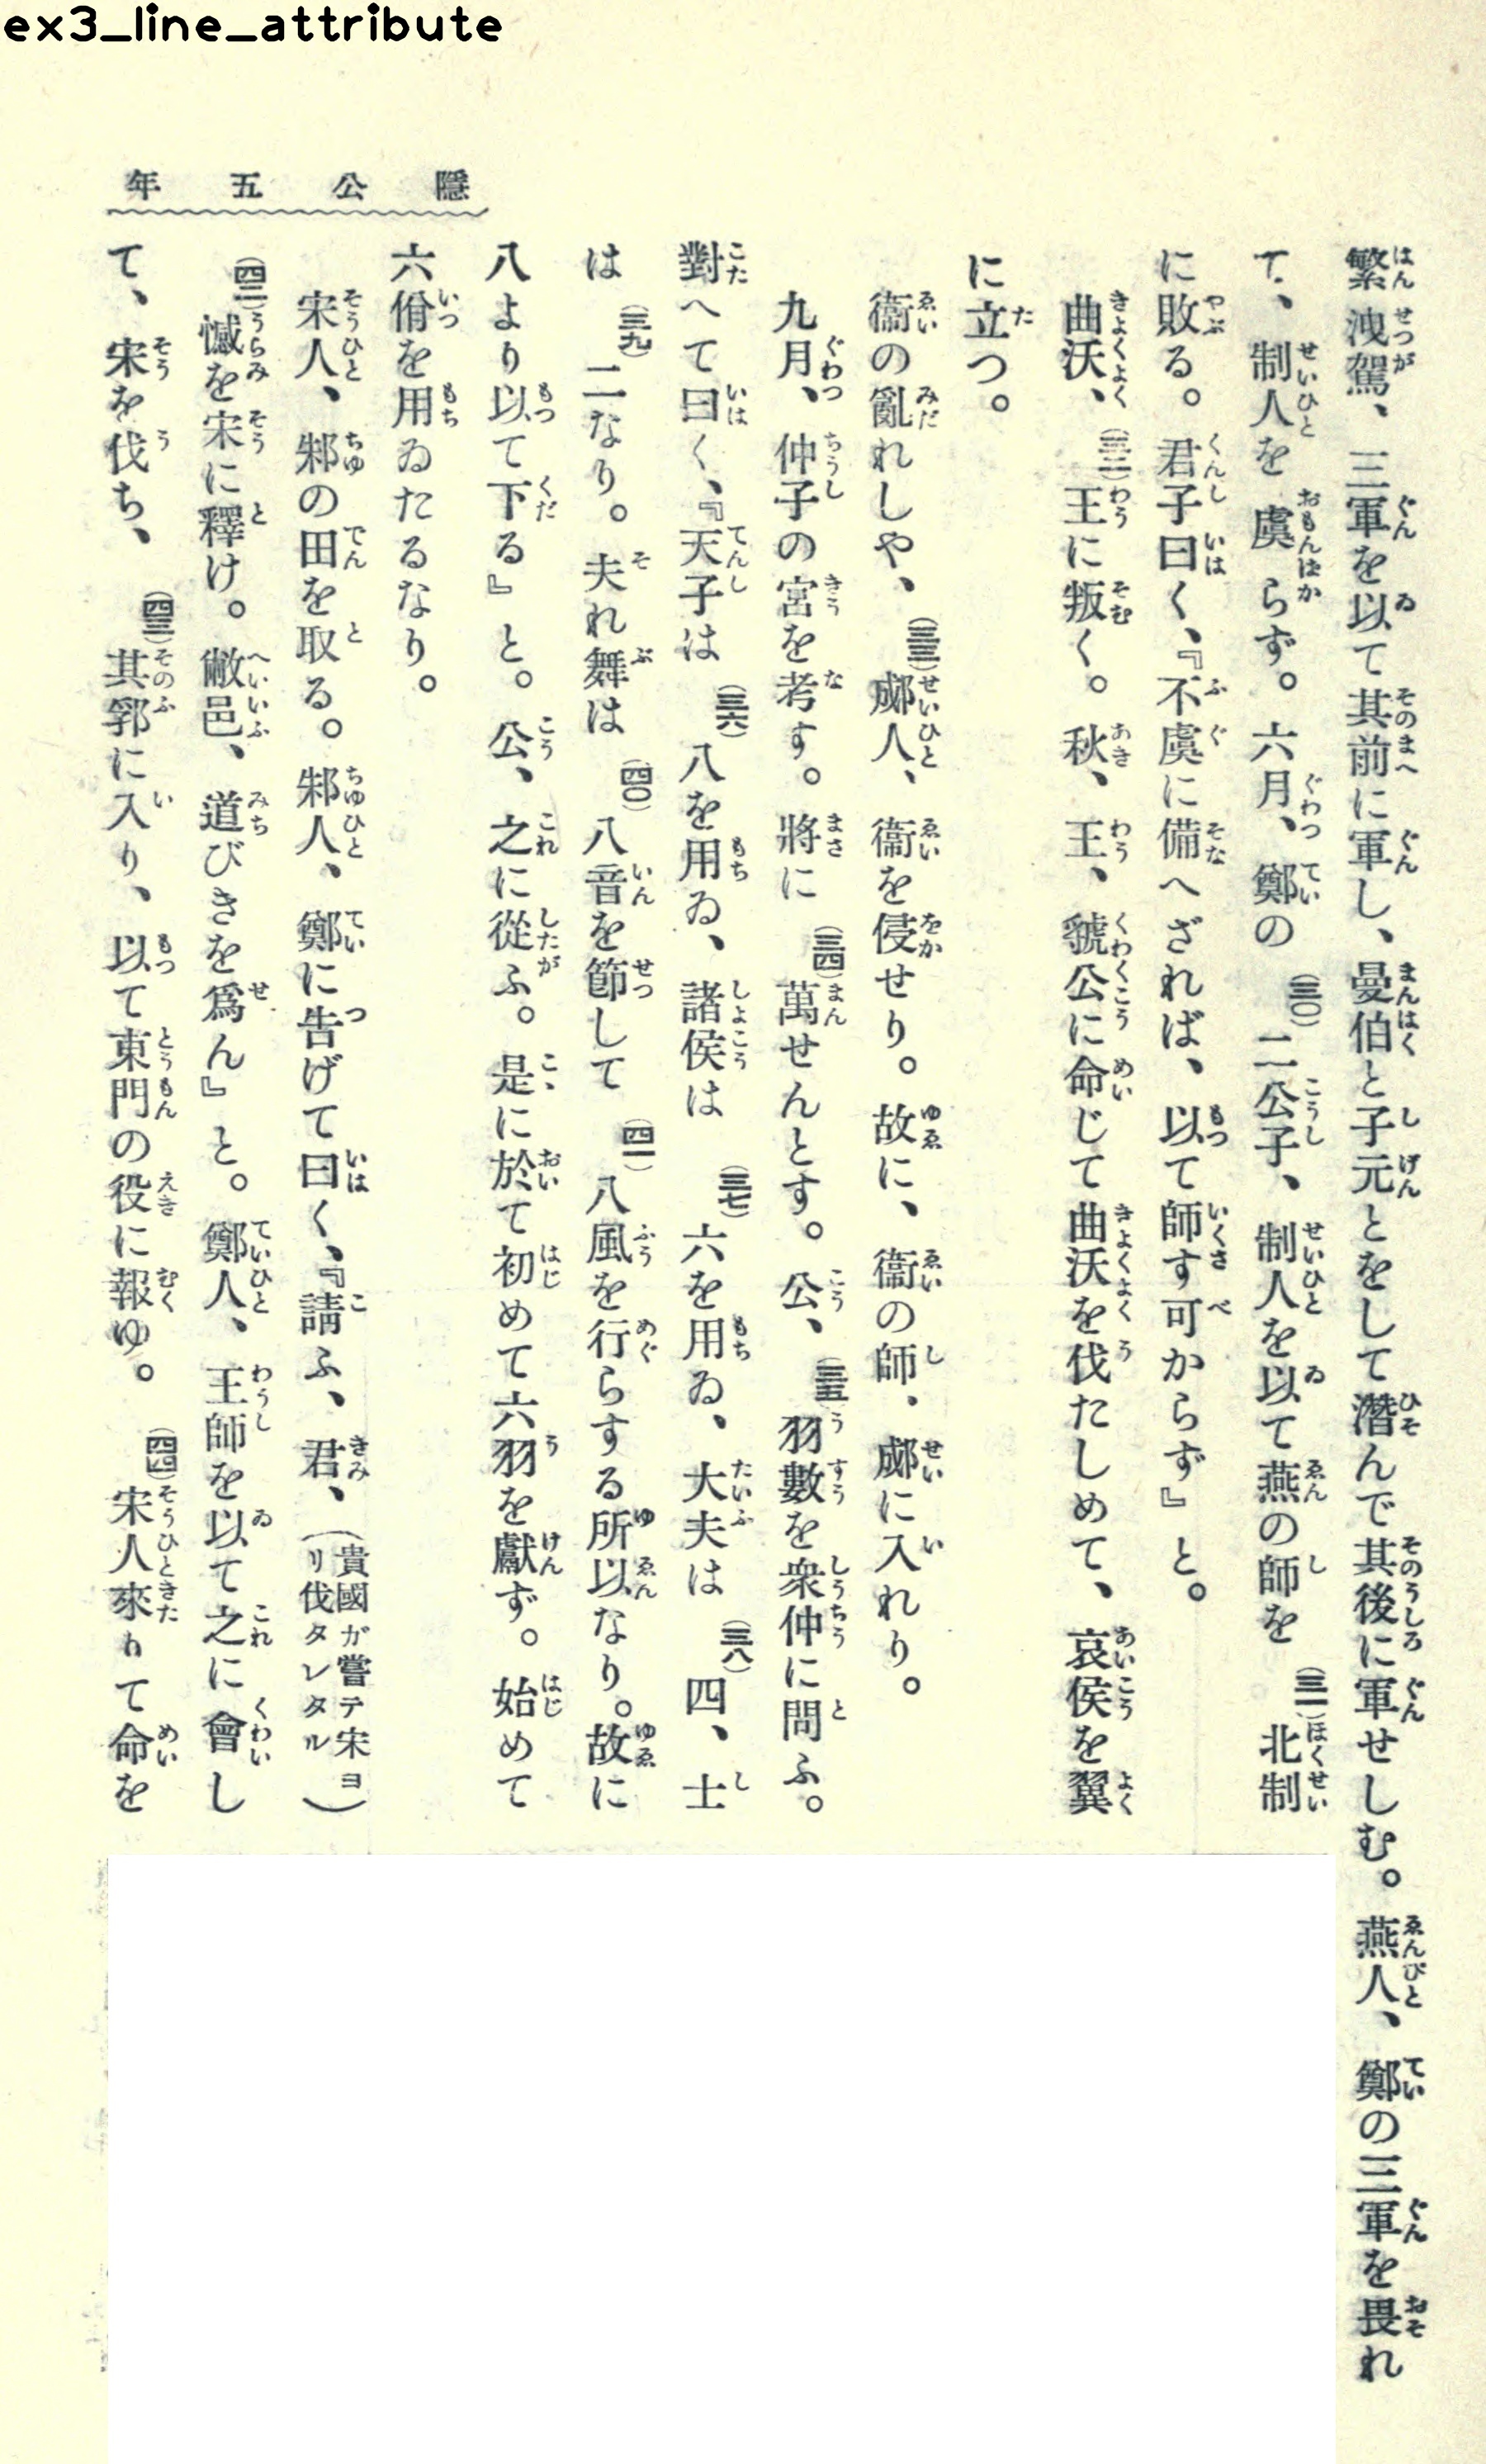 ex3_line_attribute
隱公五年
繁洩駕、三軍を以て其前に軍し、曼伯と子元とをして潛んで其後に軍せしむ。燕人、鄭の三軍を畏れ
て、制人を虞らず。六月、鄭の(三〇)二公子、制人を以て燕の師を(三一)北制
に敗る。君子曰く、『不虞に備へざれば、以て師す可からず』と。
曲沃、(三二)王に叛く。秋、王、虢公に命じて曲沃を伐たしめて、哀侯を翼
に立つ。
衞の亂れしや、(三三)郕人、衞を侵せり。故に、衞の師、郕に入れり。
九月、仲子の宮を考す。將に(三四)萬せんとす。公、(三五)羽數を衆仲に問ふ。
對へて曰く、『天子は(三六)八を用ゐ、諸侯は(三七)六を用ゐ、大夫は(三八)四、士
は(三九)二なり。夫れ舞は(四〇)八音を節して(四一)八風を行らする所以なり。故に
八より以て下る』と。公、之に從ふ。是に於て初めて六羽を獻ず。始めて
六佾を用ゐたるなり。
宋人、邾の田を取る。邾人、鄭に告げて曰く、『請ふ、君、(貴國ガ嘗テ宋ヨリ伐タレタル)
(四二)憾を宋に釋け。敝邑、道びきを爲ん』と。鄭人、王師を以て之に會し
て、宋を伐ち、(四三)其郛に入り、以て東門の役に報ゆ。(四四)宋人來りて命を